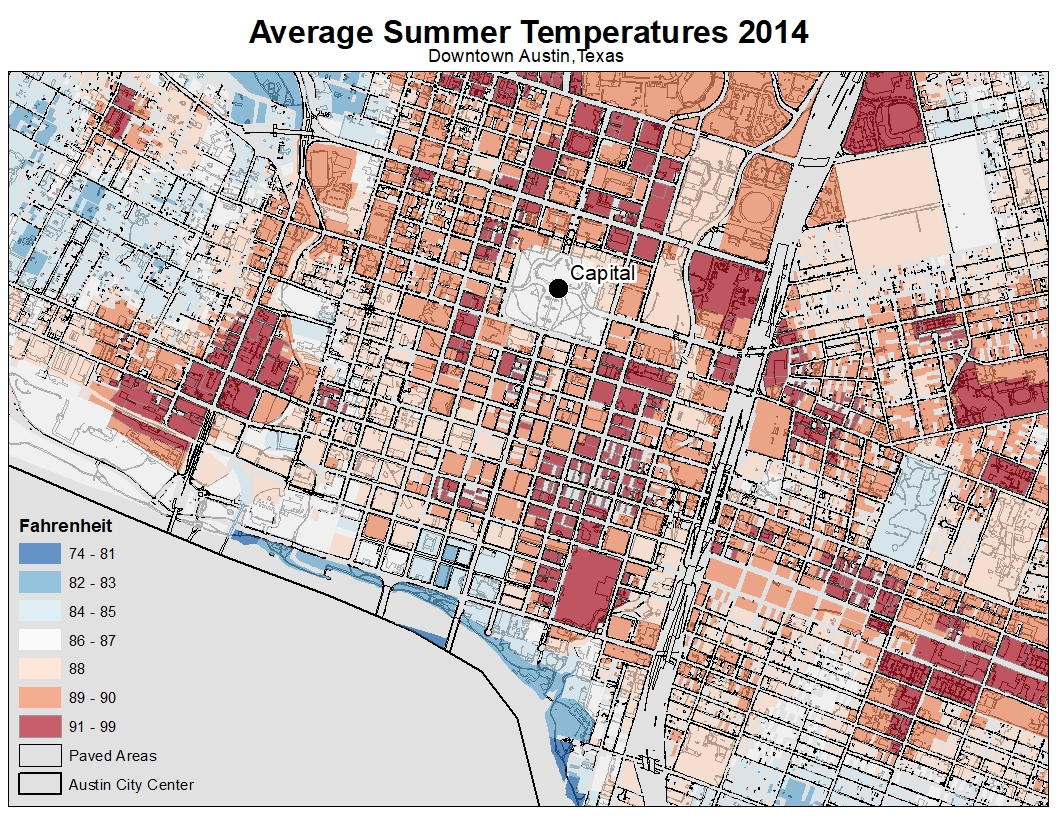 Average Summer Temperatures 2014
Downtown Austin,Texas
Capital
Fahrenheit
74 - 81
82 - 83
84 - 85
86 - 87
88
89 - 90
91 - 99
Paved Areas
Austin City Center